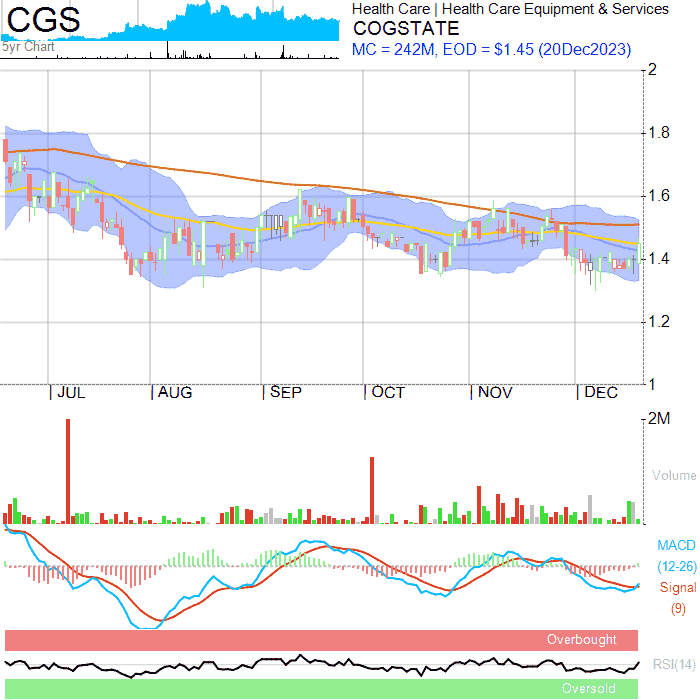 CGS
5yr Chart
Health Care | Health Care Equipment & Services
COGSTATE
MC = 242M, EOD = $1.45 (20Dec2023)
2
1.8
1.6
1.4
1.2
1
| JUL | AUG | SEP | OCT | NOV | DEC
2M
Volume
MACD
(12-26)
Signal
(9)
Overbought
RSI(14)
Oversold